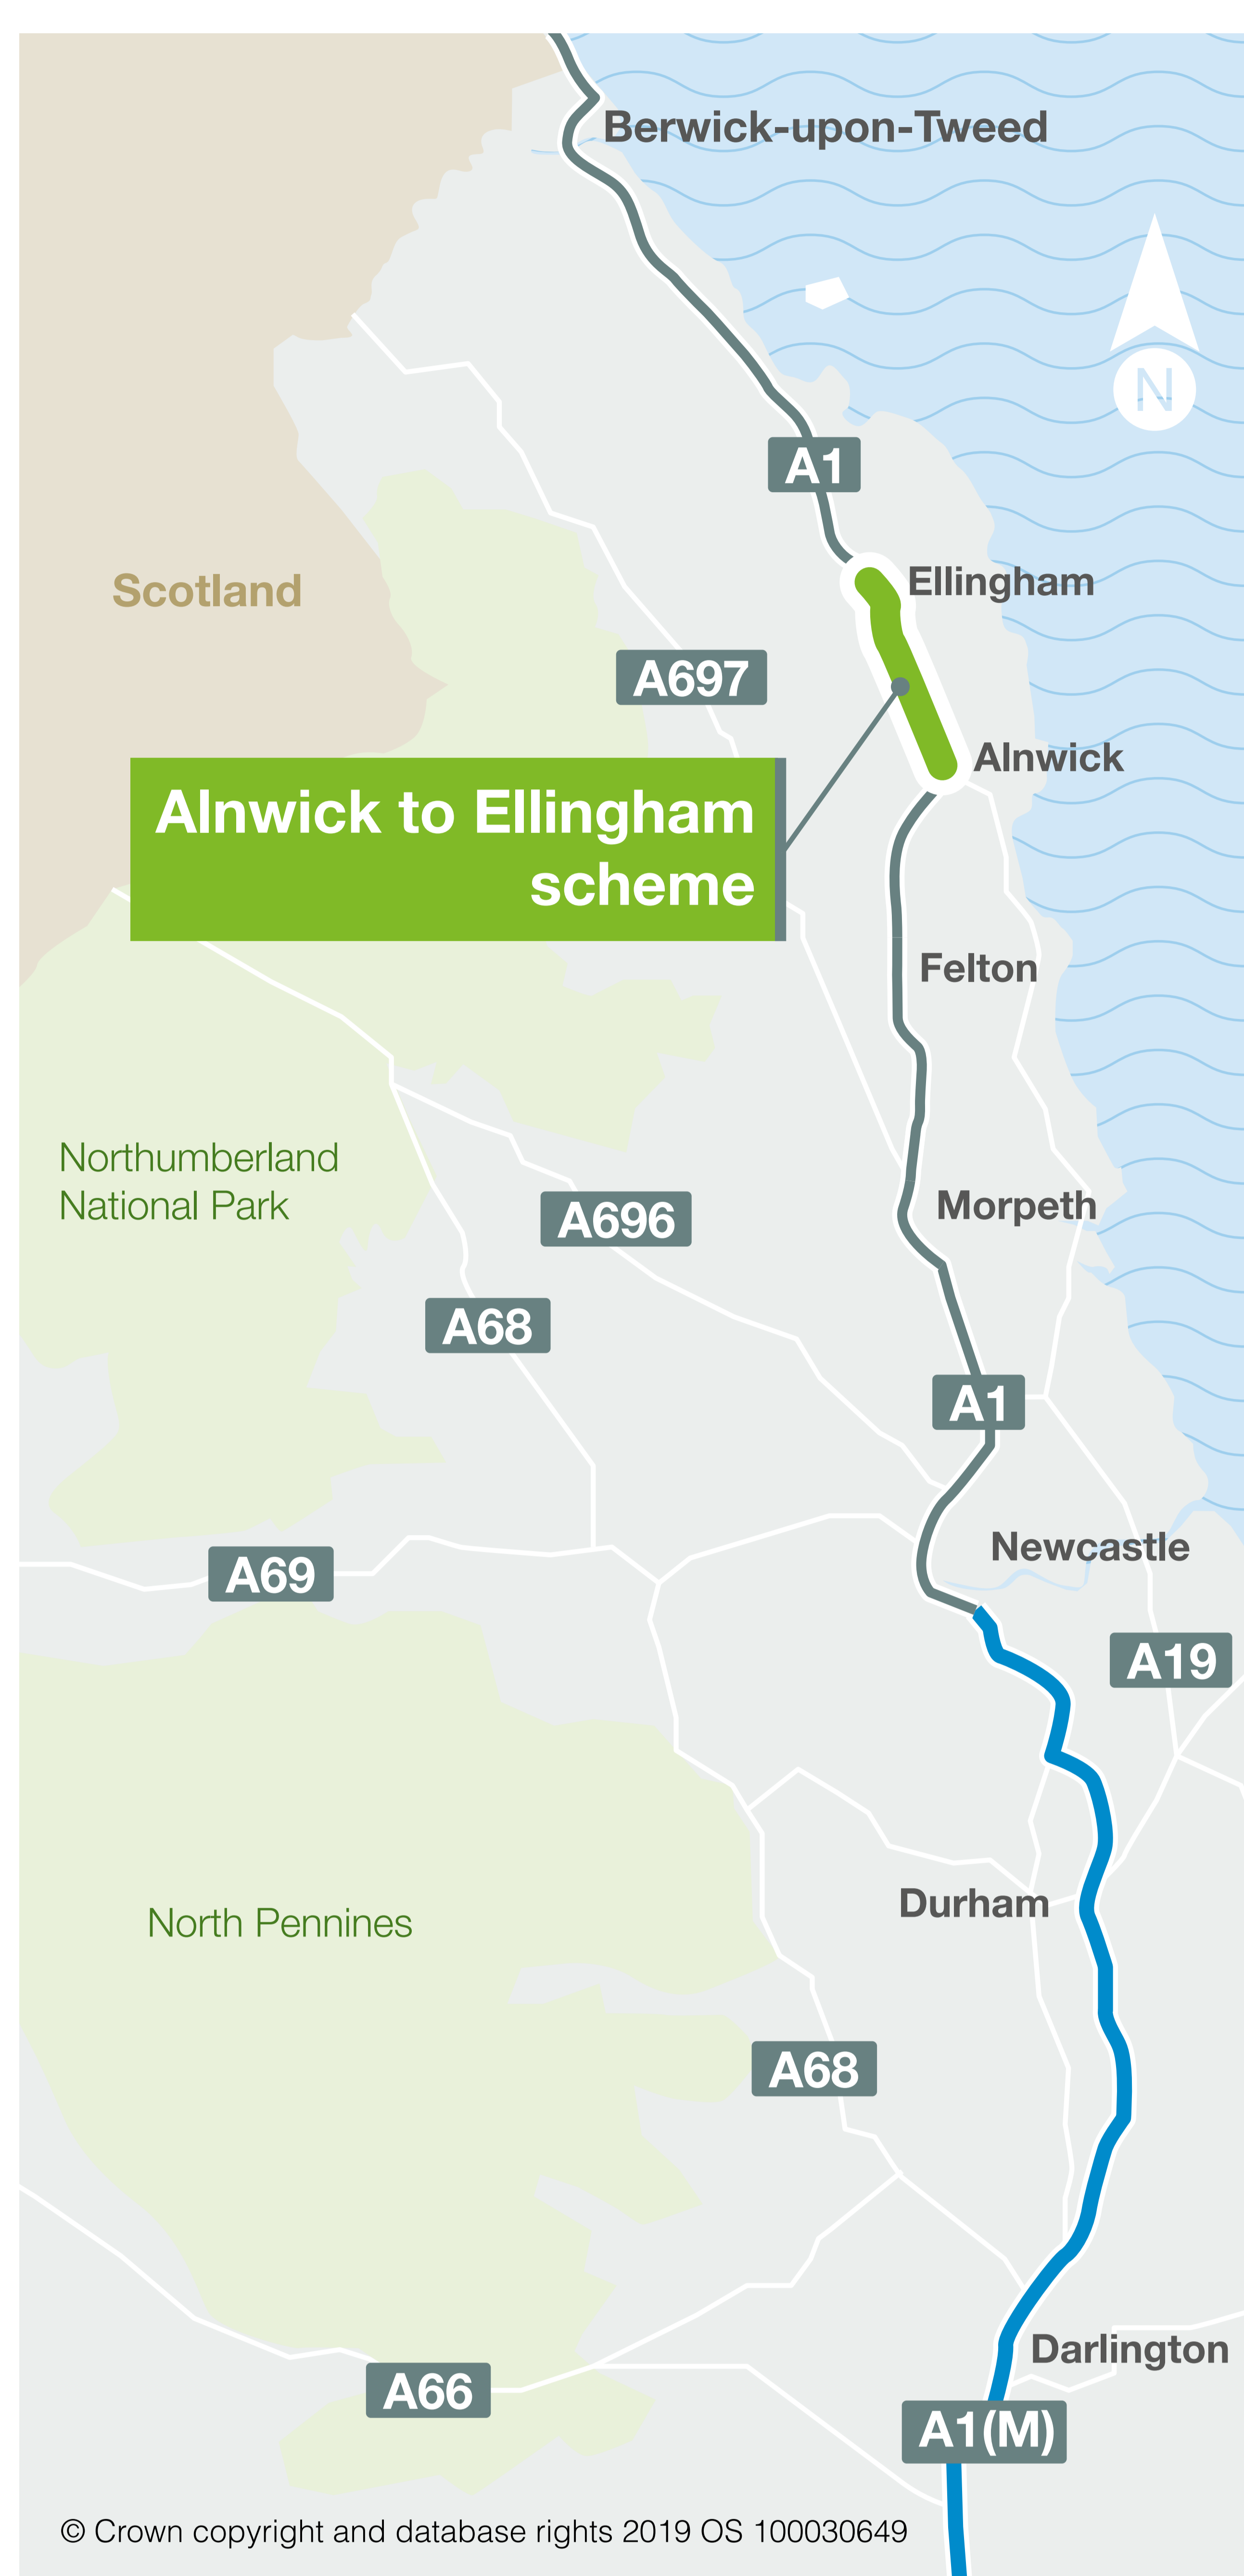 Berwick-upon-Tweed
N
A1
Scotland
Ellingham
A697
Alnwick
Alnwick to Ellingham
scheme
Felton
Northumberland
National Park
Morpeth
A696
A68
A1
Newcastle
A69
A19
Durham
North Pennines
A68
Darlington
A66
A1(M)
© Crown copyright and database rights 2019 OS 100030649